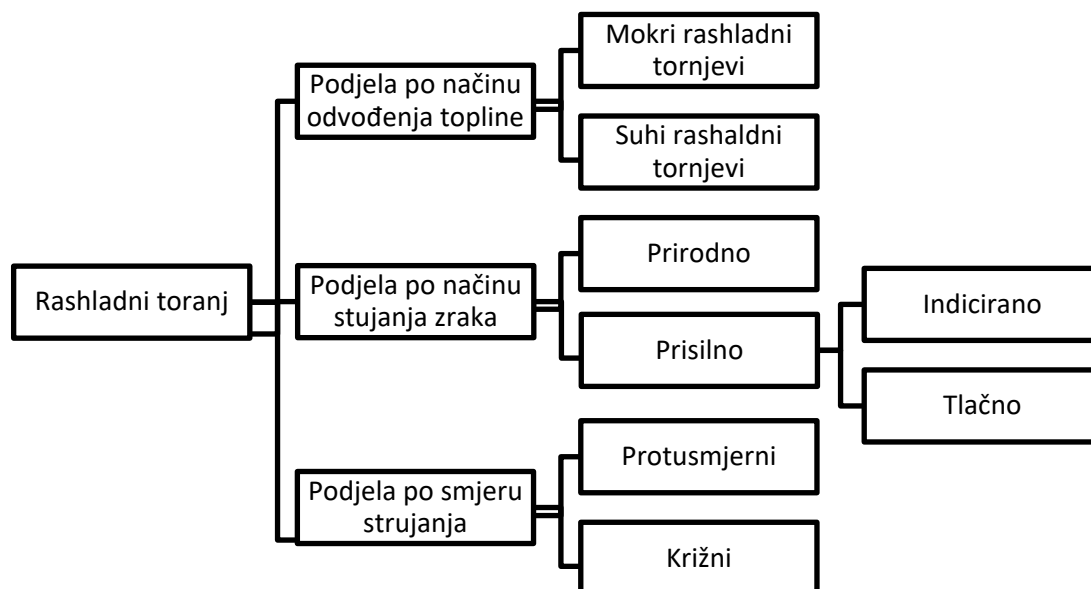 Rashladni toranj
Podjela po načinu
odvođenja topline
Mokri rashladni
tornjevi
Suhi rashaldni
tornjevi
Podjela po načinu
stujanja zraka
Prirodno
Prisilno
Indicirano
Tlačno
Podjela po smjeru
strujanja
Protusmjerni
Križni